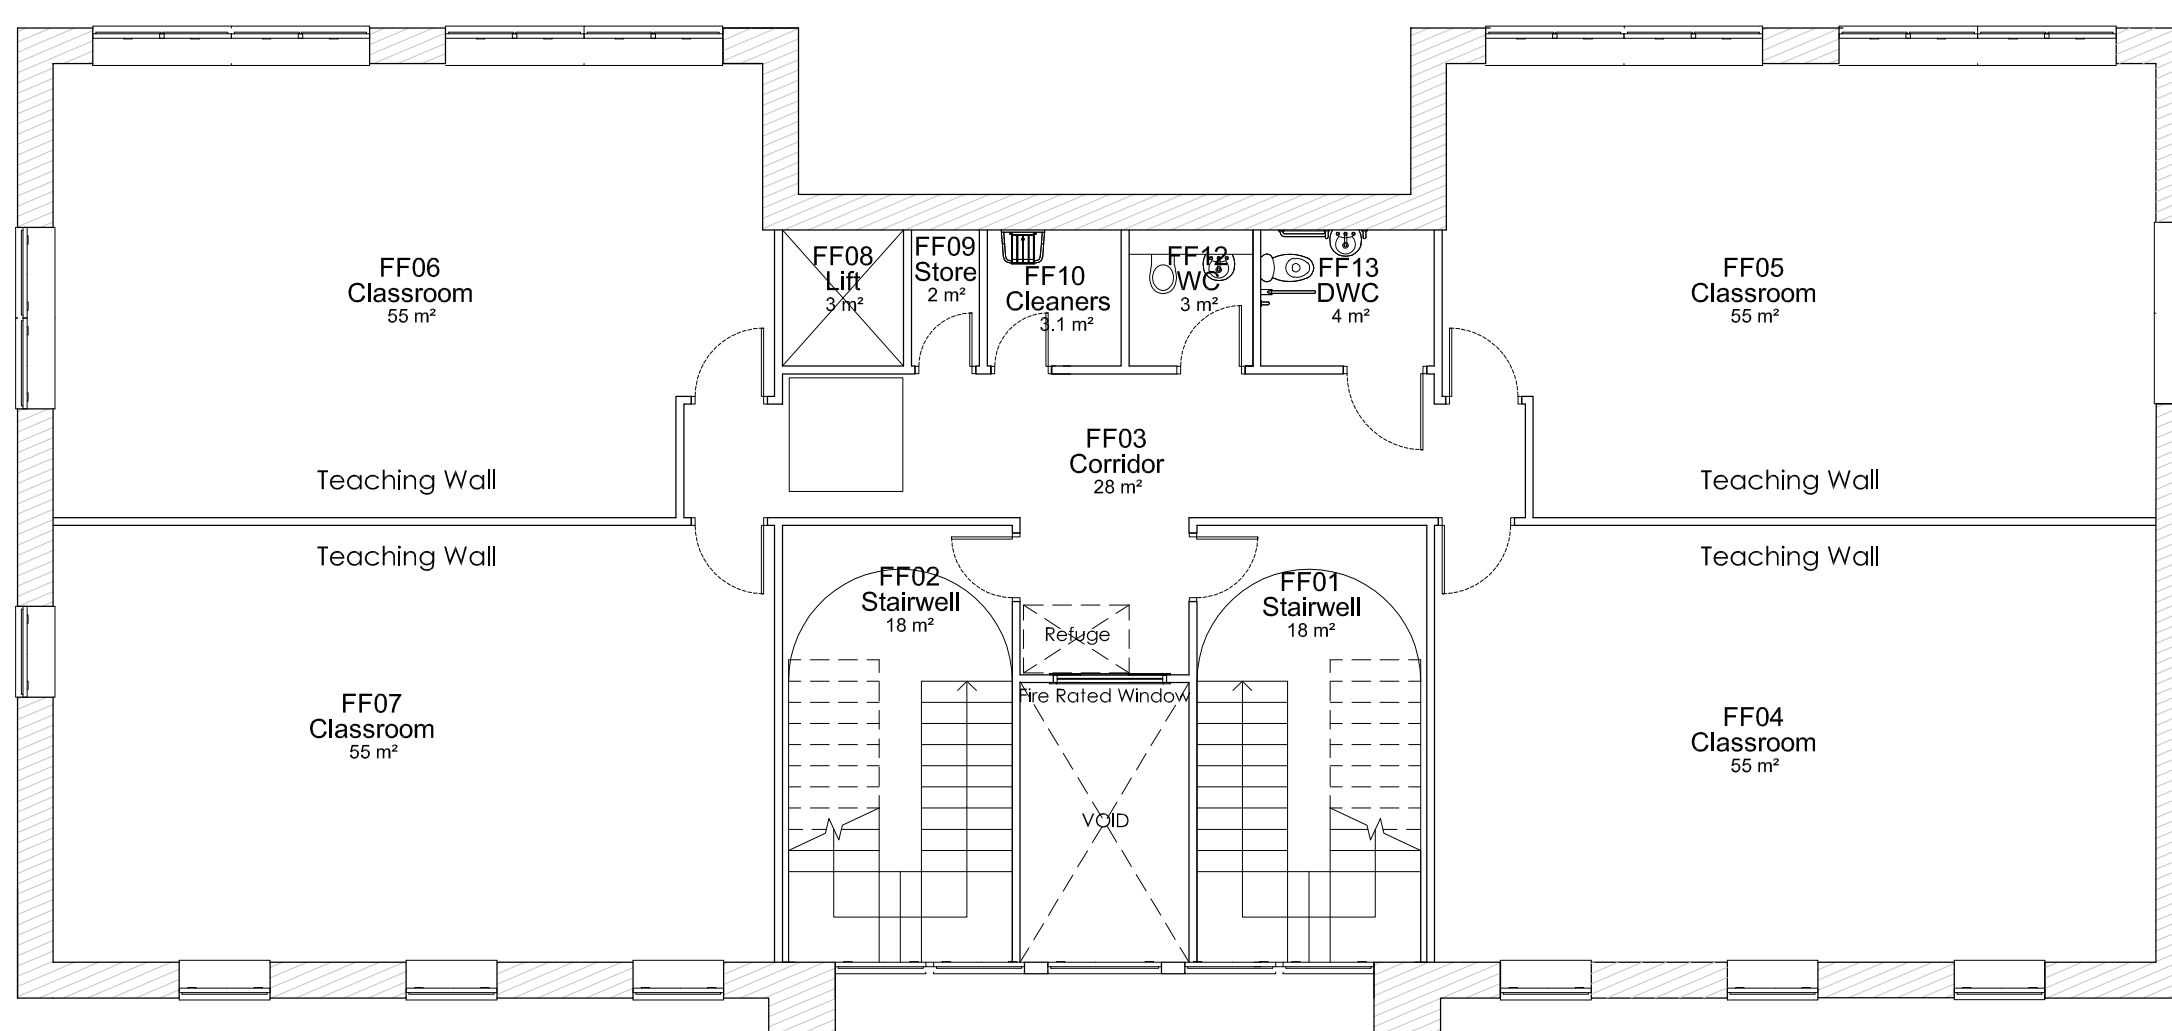 FF06
Classroom
55 m²
Teaching Wall
FF08
Lift
3 m²
FF09
Store
2 m²
FF10
Cleaners
3.1 m²
FF12
WC
3 m²
FF13
DWC
4 m²
FF05
Classroom
55 m²
Teaching Wall
FF03
Corridor
28 m²
Teaching Wall
FF07
Classroom
55 m²
FF02
Stairwell
18 m²
Refuge
Fire Rated Window
VOID
FF01
Stairwell
18 m²
Teaching Wall
FF04
Classroom
55 m²